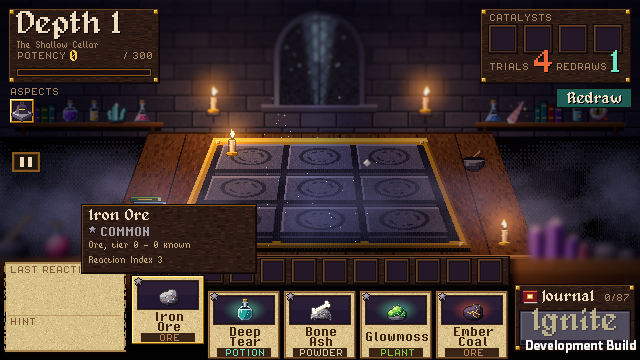 Depth 1
The Shallow Cellar
POTENCY 0 / 300
ASPECTS
CATALYSTS
TRIALS 4 REDRAWS 1
Redraw
Iron Ore
COMMON
Ore, tier 0 - 0 known
Reaction Index 3
LAST REACTI
HINT
Iron
Ore
ORE
Deep
Tear
POTION
Bone
Ash
POWDER
Glowmoss
PLANT
Ember
Coal
ORE
Journal 0/87
Ignite
Development Build